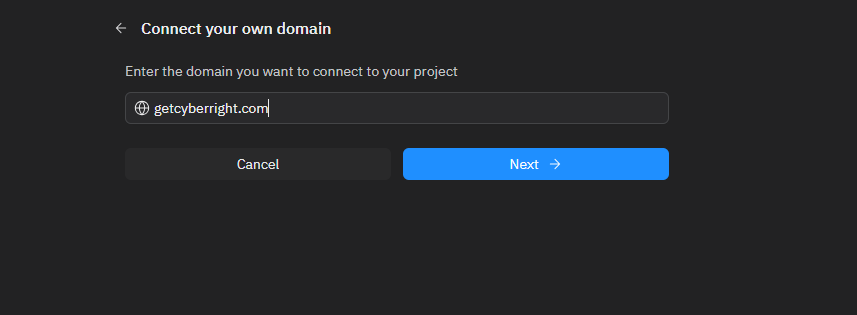 Connect your own domain
Enter the domain you want to connect to your project
getcyberright.com
Cancel
Next